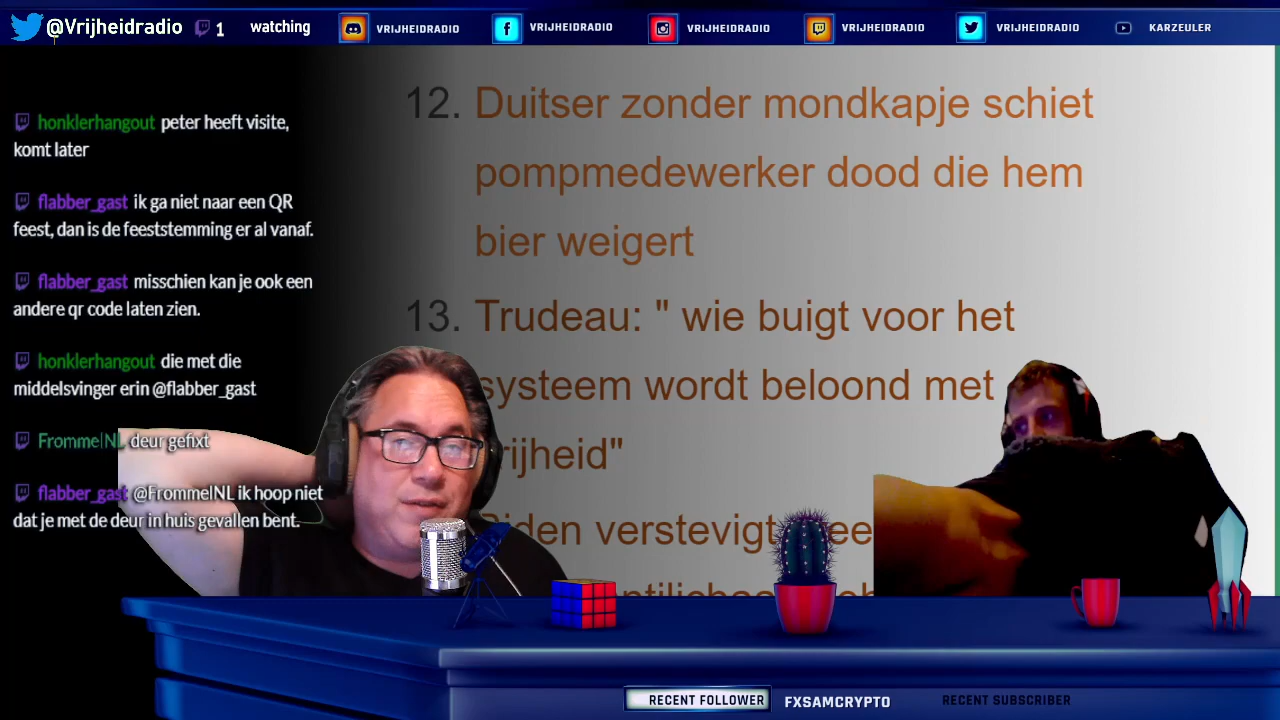 @Vrijheidradio 1 watching VRIJHEIDRADIO VRIJHEIDRADIO VRIJHEIDRADIO VRIJHEIDRADIO VRIJHEIDRADIO KARZEULER
honklerhangout peter heeft visite,
komt later
flabber_gast ik ga niet naar een QR
feest, dan is de feeststemming er al vanaf.
flabber_gast misschien kan je ook een
andere qr code laten zien.
honklerhangout die met die
middelsvinger erin @flabber_gast
FrommelNL deur gefixt
flabber_gast @FrommelNL ik hoop niet
dat je met de deur in huis gevallen bent.
12. Duitser zonder mondkapje schiet
pompmedewerker dood die hem
bier weigert
13. Trudeau: " wie buigt voor het
systeem wordt beloond met
rijheid"
Biden verstevigt
RECENT FOLLOWER FXSAMCRYPTO RECENT SUBSCRIBER